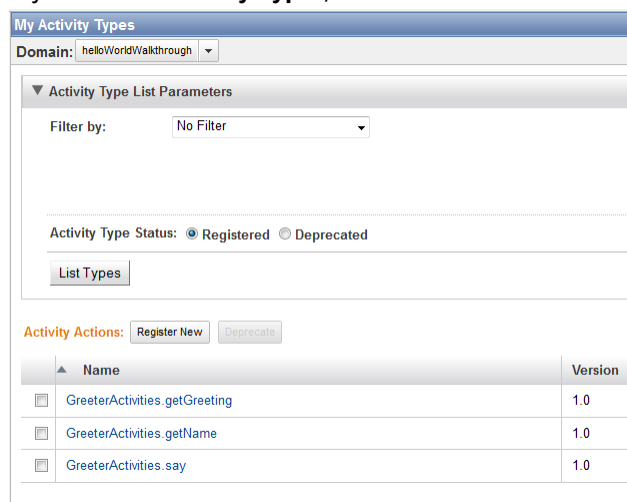 My Activity Types
Domain: helloWorldWalkthrough
Activity Type List Parameters
Filter by: No Filter
Activity Type Status: Registered Deprecated
List Types
Activity Actions: Register New Deprecate
Name Version
GreeterActivities.getGreeting 1.0
GreeterActivities.getName 1.0
GreeterActivities.say 1.0